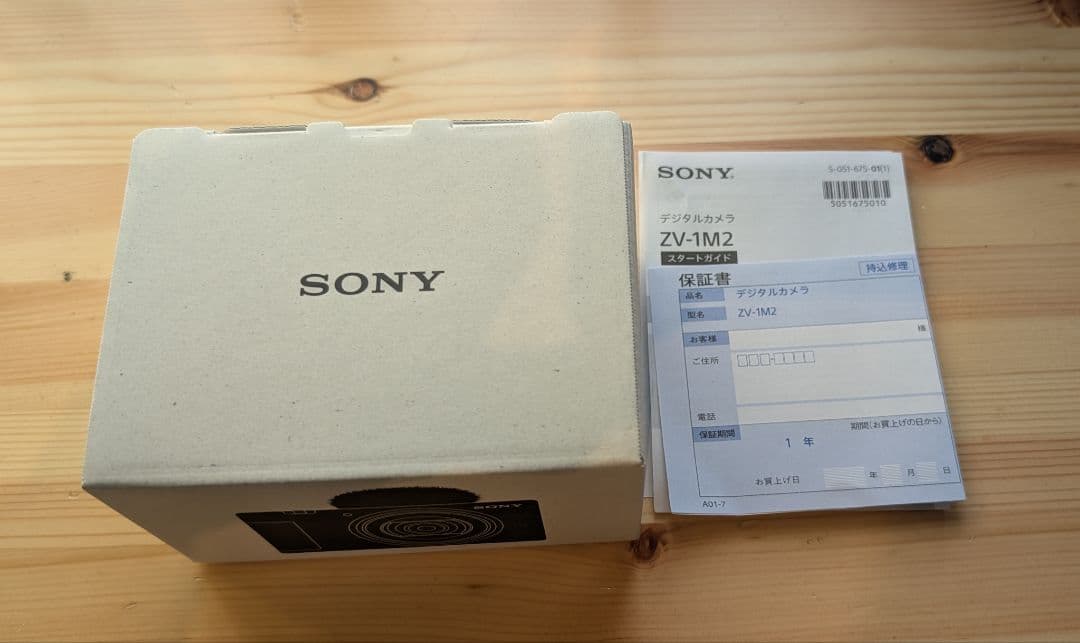 SONY
SONY
SONY
5-051-675-01(1)
5051675010
デジタルカメラ
ZV-1M2
スタートガイド
保証書
持込修理
品名 デジタルカメラ
型名 ZV-1M2
お客様 様
ご住所
電話
保証期間 期間(お買上げの日から)
1 年
お買上げ日 年 月 日
A01-7